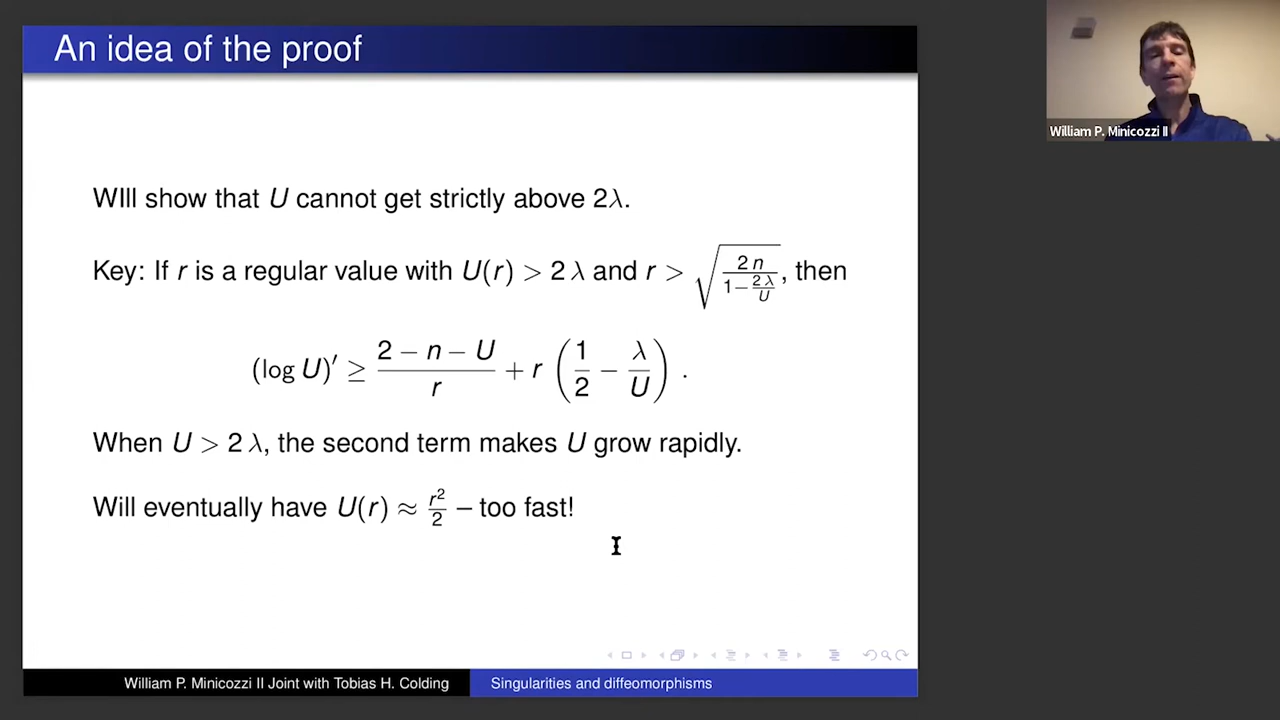 An idea of the proof
William P. Minicozzi II
WIll show that U cannot get strictly above 2λ.
Key: If r is a regular value with U(r) > 2 λ and r > √(2 n / (1 − 2 λ / U)), then
(log U)′ ≥ (2 − n − U) / r + r (1/2 − λ/U) .
When U > 2 λ, the second term makes U grow rapidly.
Will eventually have U(r) ≈ r²/2 – too fast!
William P. Minicozzi II Joint with Tobias H. Colding
Singularities and diffeomorphisms